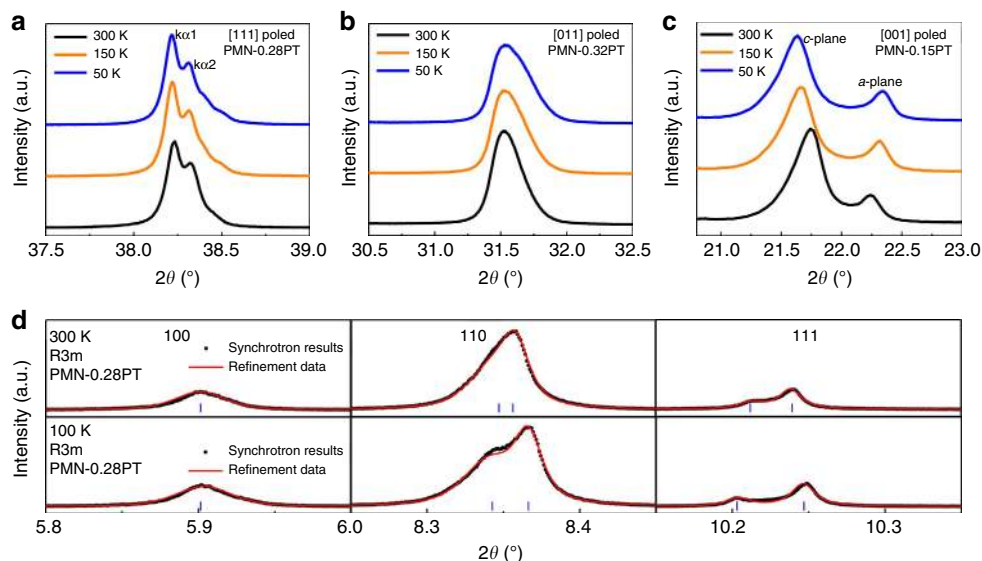 a
300 K
150 K
50 K
kα1
kα2
[111] poled
PMN-0.28PT
Intensity (a.u.)
37.5 38.0 38.5 39.0
2θ (°)
b
300 K
150 K
50 K
[011] poled
PMN-0.32PT
Intensity (a.u.)
30.5 31.0 31.5 32.0 32.5
2θ (°)
c
300 K
150 K
50 K
c-plane
a-plane
[001] poled
PMN-0.15PT
Intensity (a.u.)
21.0 21.5 22.0 22.5 23.0
2θ (°)
d
Intensity (a.u.)
300 K
R3m
PMN-0.28PT
100
Synchrotron results
Refinement data
110
111
100 K
R3m
PMN-0.28PT
Synchrotron results
Refinement data
5.8 5.9 6.0 8.3 8.4 10.2 10.3
2θ (°)